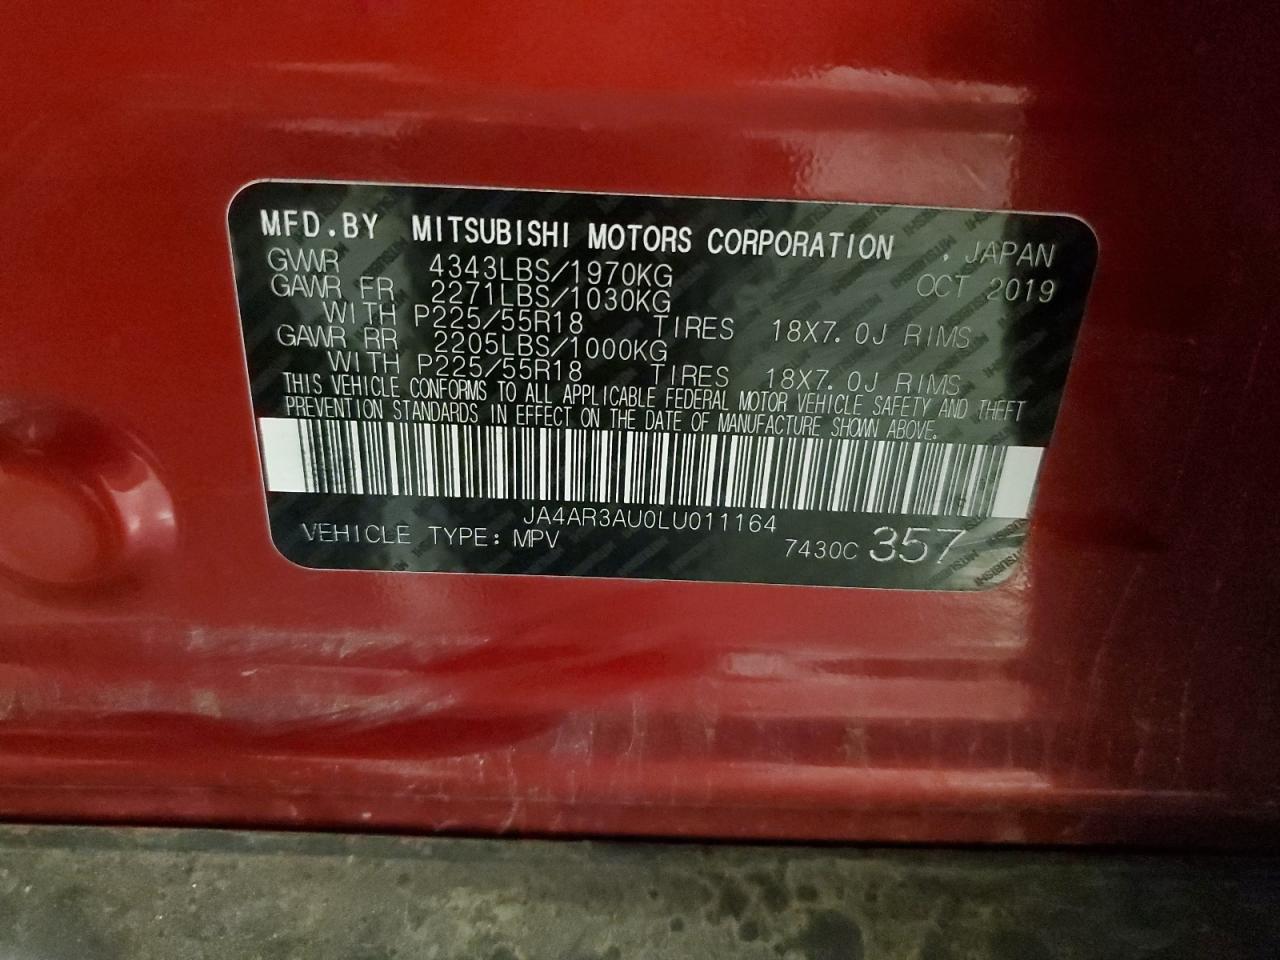 MFD.BY MITSUBISHI MOTORS CORPORATION , JAPAN
GVWR 4343LBS/1970KG OCT 2019
GAWR FR 2271LBS/1030KG
WITH P225/55R18 TIRES 18X7.0J RIMS
GAWR RR 2205LBS/1000KG
WITH P225/55R18 TIRES 18X7.0J RIMS
THIS VEHICLE CONFORMS TO ALL APPLICABLE FEDERAL MOTOR VEHICLE SAFETY AND THEFT
PREVENTION STANDARDS IN EFFECT ON THE DATE OF MANUFACTURE SHOWN ABOVE.
JA4AR3AU0LU011164
VEHICLE TYPE: MPV 7430C 357